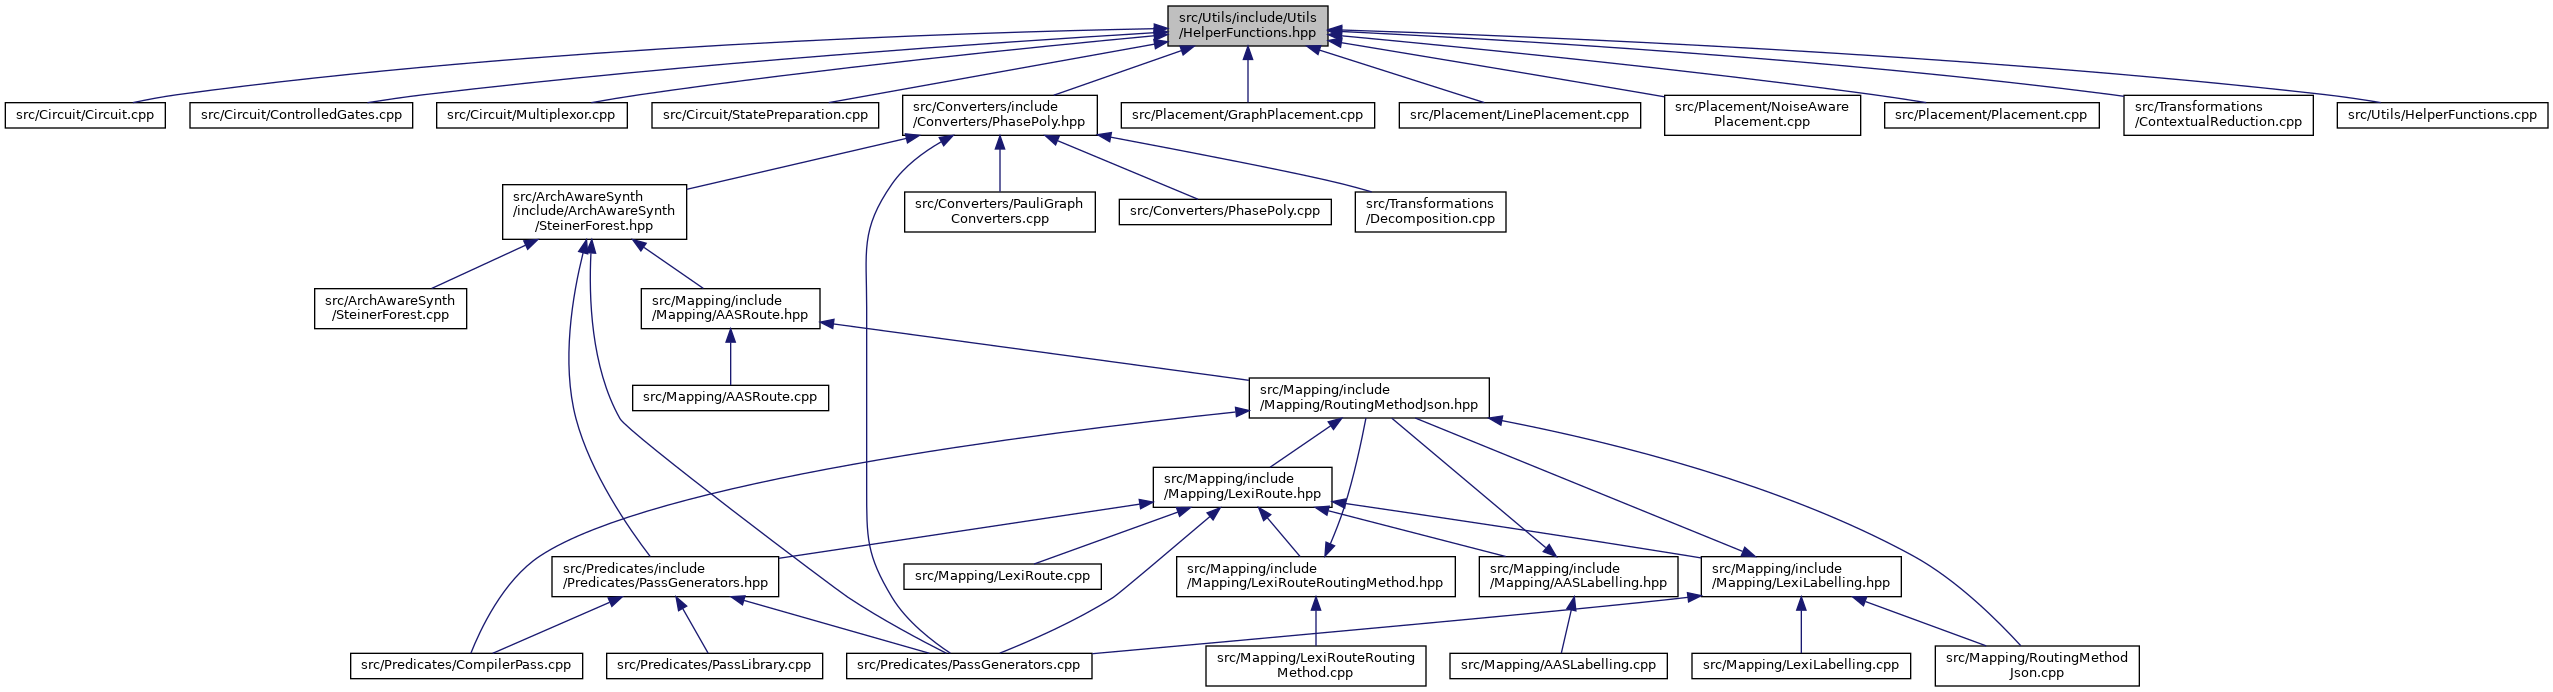 src/Utils/include/Utils
/HelperFunctions.hpp
src/Circuit/Circuit.cpp
src/Circuit/ControlledGates.cpp
src/Circuit/Multiplexor.cpp
src/Circuit/StatePreparation.cpp
src/Converters/include
/Converters/PhasePoly.hpp
src/Placement/GraphPlacement.cpp
src/Placement/LinePlacement.cpp
src/Placement/NoiseAware
Placement.cpp
src/Placement/Placement.cpp
src/Transformations
/ContextualReduction.cpp
src/Utils/HelperFunctions.cpp
src/ArchAwareSynth
/include/ArchAwareSynth
/SteinerForest.hpp
src/Converters/PauliGraph
Converters.cpp
src/Converters/PhasePoly.cpp
src/Transformations
/Decomposition.cpp
src/ArchAwareSynth
/SteinerForest.cpp
src/Mapping/include
/Mapping/AASRoute.hpp
src/Mapping/AASRoute.cpp
src/Mapping/include
/Mapping/RoutingMethodJson.hpp
src/Mapping/include
/Mapping/LexiRoute.hpp
src/Predicates/include
/Predicates/PassGenerators.hpp
src/Mapping/LexiRoute.cpp
src/Mapping/include
/Mapping/LexiRouteRoutingMethod.hpp
src/Mapping/include
/Mapping/AASLabelling.hpp
src/Mapping/include
/Mapping/LexiLabelling.hpp
src/Predicates/CompilerPass.cpp
src/Predicates/PassLibrary.cpp
src/Predicates/PassGenerators.cpp
src/Mapping/LexiRouteRouting
Method.cpp
src/Mapping/AASLabelling.cpp
src/Mapping/LexiLabelling.cpp
src/Mapping/RoutingMethod
Json.cpp